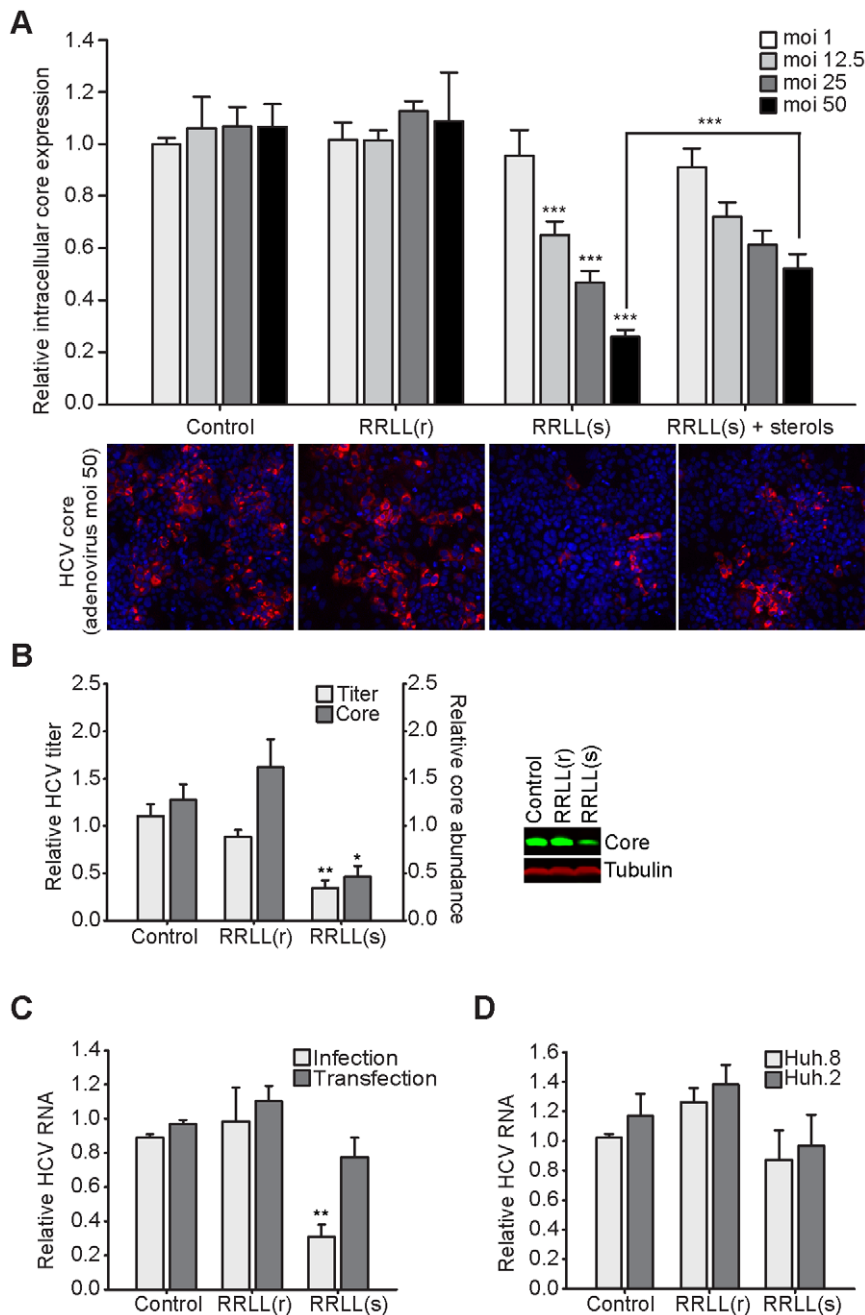 A
Relative intracellular core expression
1.4
1.2
1.0
0.8
0.6
0.4
0.2
0.0
moi 1
moi 12.5
moi 25
moi 50
***
***
***
***
Control
RRLL(r)
RRLL(s)
RRLL(s) + sterols
HCV core
(adenovirus moi 50)
B
Relative HCV titer
2.5
2.0
1.5
1.0
0.5
0.0
Titer
Core
**
*
2.5
2.0
1.5
1.0
0.5
0.0
Relative core abundance
Control
RRLL(r)
RRLL(s)
Control
RRLL(r)
RRLL(s)
Core
Tubulin
C
Relative HCV RNA
1.4
1.2
1.0
0.8
0.6
0.4
0.2
0.0
Infection
Transfection
**
Control
RRLL(r)
RRLL(s)
D
Relative HCV RNA
1.6
1.4
1.2
1.0
0.8
0.6
0.4
0.2
0.0
Huh.8
Huh.2
Control
RRLL(r)
RRLL(s)